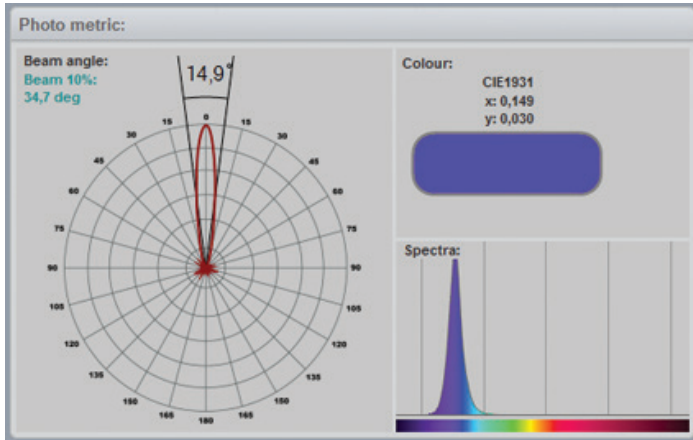 Photo metric:
Beam angle:
Beam 10%:
34,7 deg
14,9°
0
15
15
30
30
45
45
60
60
75
75
90
90
105
105
120
120
135
135
150
150
165
165
180
Colour:
CIE1931
x: 0,149
y: 0,030
Spectra: